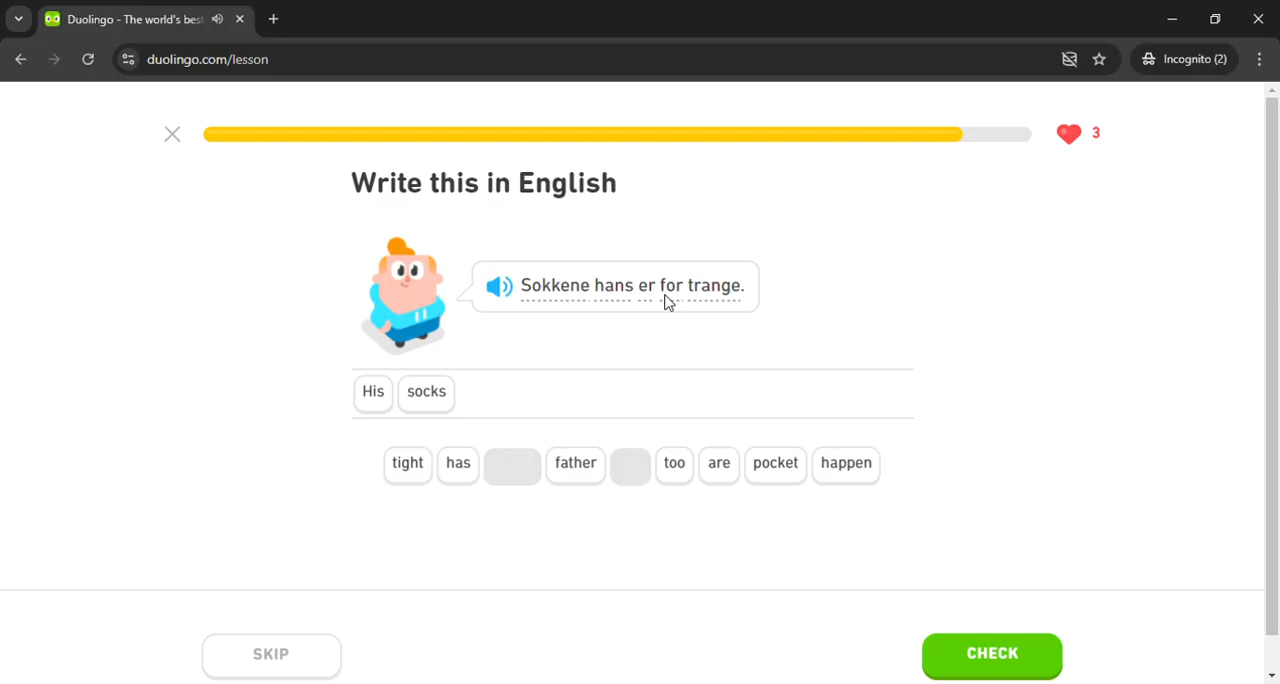 Duolingo - The world's bes
duolingo.com/lesson
Incognito (2)
3
Write this in English
Sokkene hans er for trange.
His socks
tight has father too are pocket happen
SKIP
CHECK